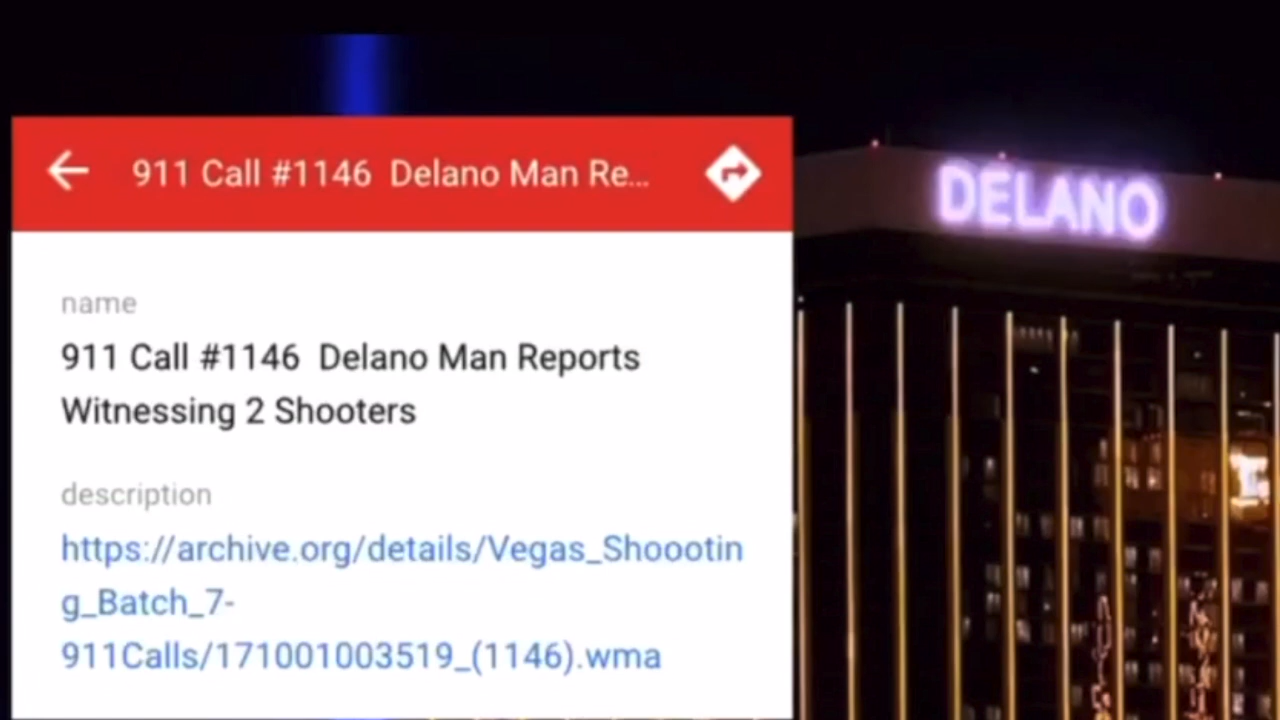 911 Call #1146 Delano Man Re...
DELANO
name
911 Call #1146 Delano Man Reports
Witnessing 2 Shooters
description
https://archive.org/details/Vegas_Shoootin
g_Batch_7-
911Calls/171001003519_(1146).wma